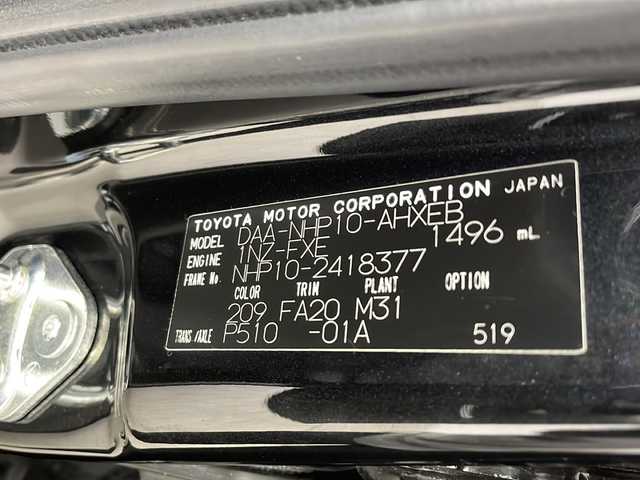 TOYOTA MOTOR CORPORATION JAPAN
MODEL DAA-NHP10-AHXEB
ENGINE 1NZ-FXE 1496 mL
FRAME No. NHP10-2418377
COLOR TRIM PLANT OPTION
209 FA20 M31
TRANS/AXLE P510 -01A 519